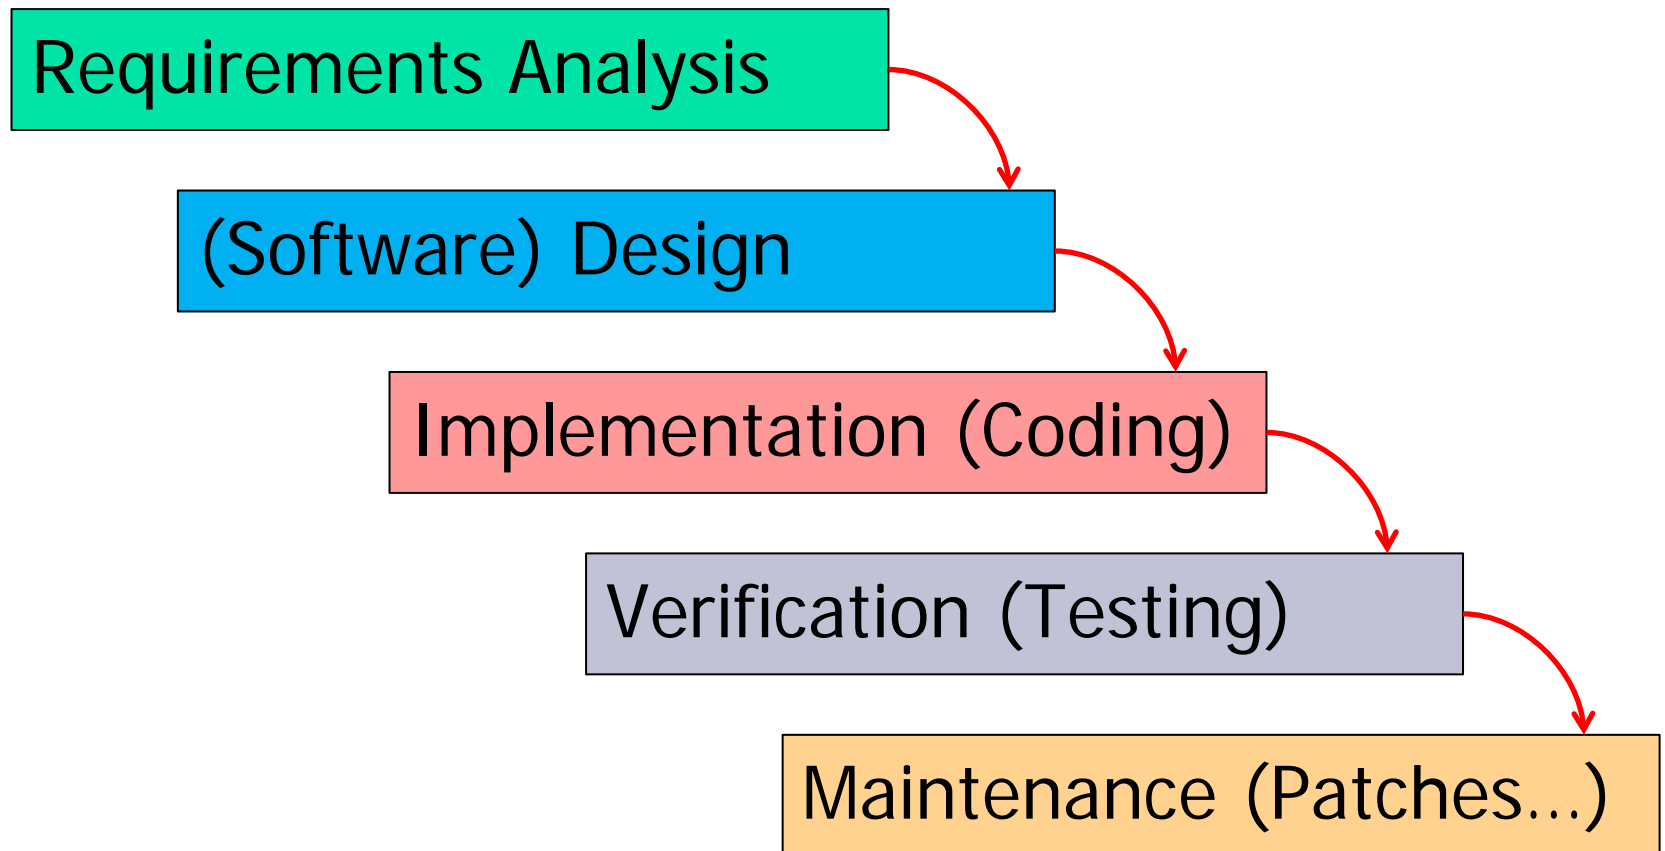 Requirements Analysis
(Software) Design
Implementation (Coding)
Verification (Testing)
Maintenance (Patches...)